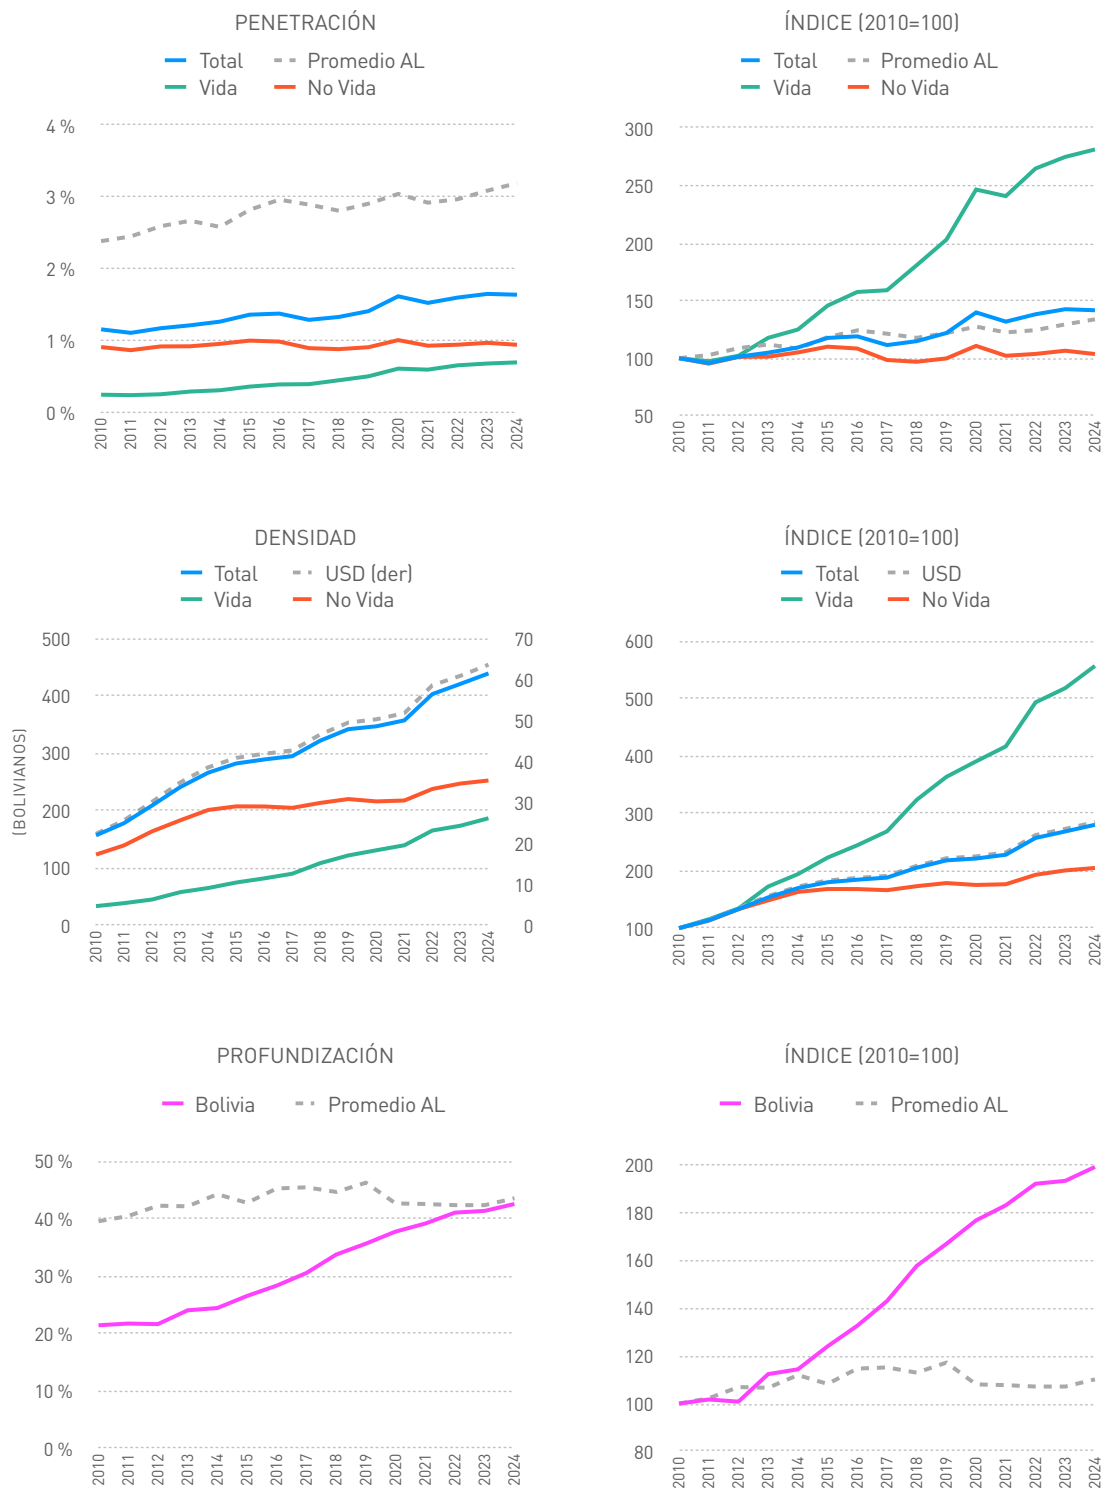 PENETRACIÓN
Total Promedio AL
Vida No Vida
4 %
3 %
2 %
1 %
0 %
2010 2011 2012 2013 2014 2015 2016 2017 2018 2019 2020 2021 2022 2023 2024
ÍNDICE (2010=100)
Total Promedio AL
Vida No Vida
300
250
200
150
100
50
2010 2011 2012 2013 2014 2015 2016 2017 2018 2019 2020 2021 2022 2023 2024
DENSIDAD
Total USD (der)
Vida No Vida
(BOLIVIANOS)
500
400
300
200
100
0
70
60
50
40
30
20
10
0
2010 2011 2012 2013 2014 2015 2016 2017 2018 2019 2020 2021 2022 2023 2024
ÍNDICE (2010=100)
Total USD
Vida No Vida
600
500
400
300
200
100
2010 2011 2012 2013 2014 2015 2016 2017 2018 2019 2020 2021 2022 2023 2024
PROFUNDIZACIÓN
Bolivia Promedio AL
50 %
40 %
30 %
20 %
10 %
0 %
2010 2011 2012 2013 2014 2015 2016 2017 2018 2019 2020 2021 2022 2023 2024
ÍNDICE (2010=100)
Bolivia Promedio AL
200
180
160
140
120
100
80
2010 2011 2012 2013 2014 2015 2016 2017 2018 2019 2020 2021 2022 2023 2024